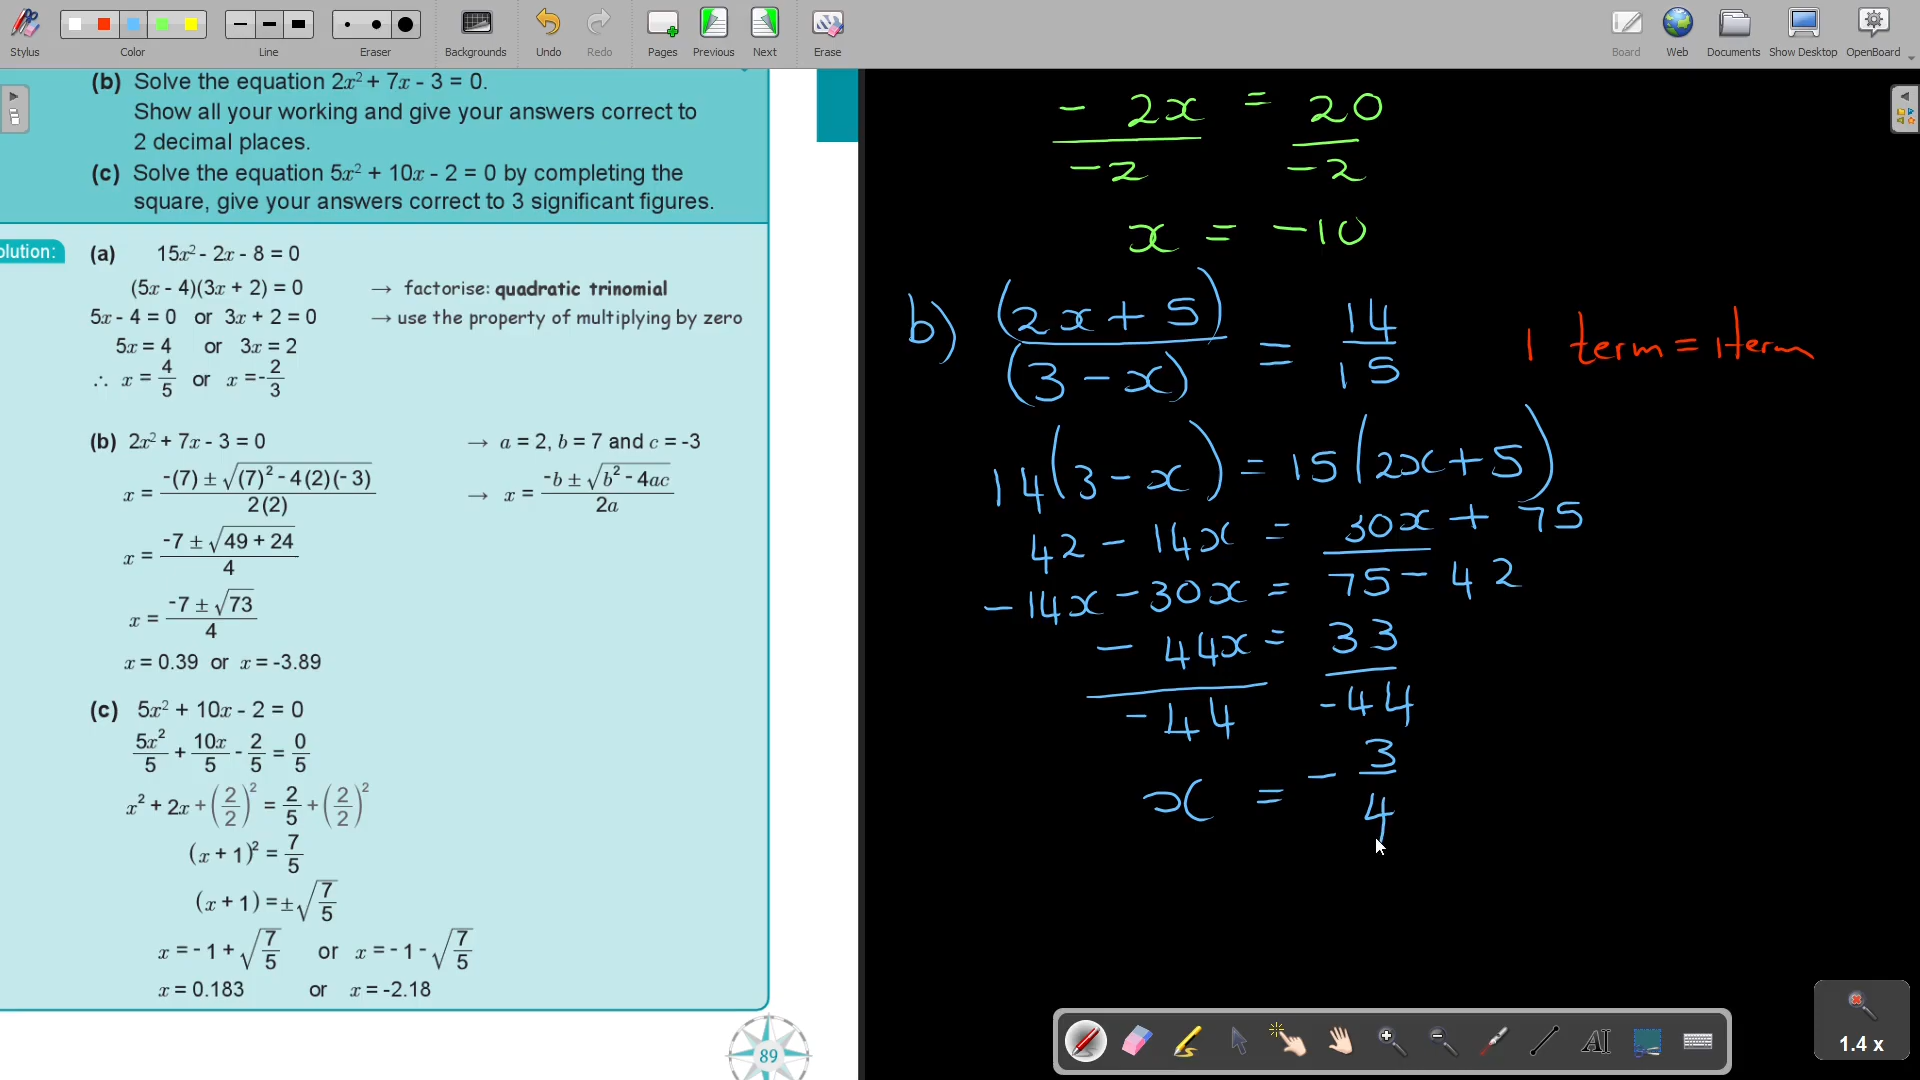 Stylus Color Line Eraser Backgrounds Undo Redo Pages Previous Next Erase Board Web Documents Show Desktop OpenBoard
(b) Solve the equation 2x² + 7x - 3 = 0.
Show all your working and give your answers correct to
2 decimal places.
(c) Solve the equation 5x² + 10x - 2 = 0 by completing the
square, give your answers correct to 3 significant figures.
olution:
(a) 15x² - 2x - 8 = 0
(5x - 4)(3x + 2) = 0 → factorise: quadratic trinomial
5x - 4 = 0 or 3x + 2 = 0 → use the property of multiplying by zero
5x = 4 or 3x = 2
∴ x = 4/5 or x = -2/3
(b) 2x² + 7x - 3 = 0 → a = 2, b = 7 and c = -3
x = (-(7) ± √((7)² - 4(2)(-3)))/2(2) → x = (-b ± √(b² - 4ac))/2a
x = (-7 ± √(49 + 24))/4
x = (-7 ± √73)/4
x = 0.39 or x = -3.89
(c) 5x² + 10x - 2 = 0
5x²/5 + 10x/5 - 2/5 = 0/5
x² + 2x + (2/2)² = 2/5 + (2/2)²
(x + 1)² = 7/5
(x + 1) = ±√(7/5)
x = -1 + √(7/5) or x = -1 - √(7/5)
x = 0.183 or x = -2.18
89
- 2x/-2 = 20/-2
x = -10
b) (2x + 5)/(3 - x) = 14/15
1 term = 1 term
14(3 - x) = 15(2x + 5)
42 - 14x = 30x + 75
-14x - 30x = 75 - 42
- 44x/-44 = 33/-44
x = - 3/4
1.4 x